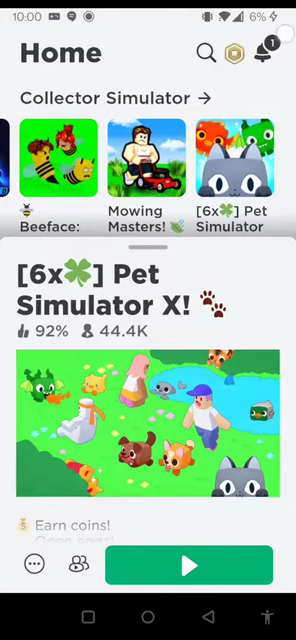 10:00
6%
Home
1
Collector Simulator →
🐝
Beeface:
Mowing
Masters! 🍃
[6x🍀] Pet
Simulator
[6x🍀] Pet
Simulator X! 🐾
92% 44.4K
💰 Earn coins!